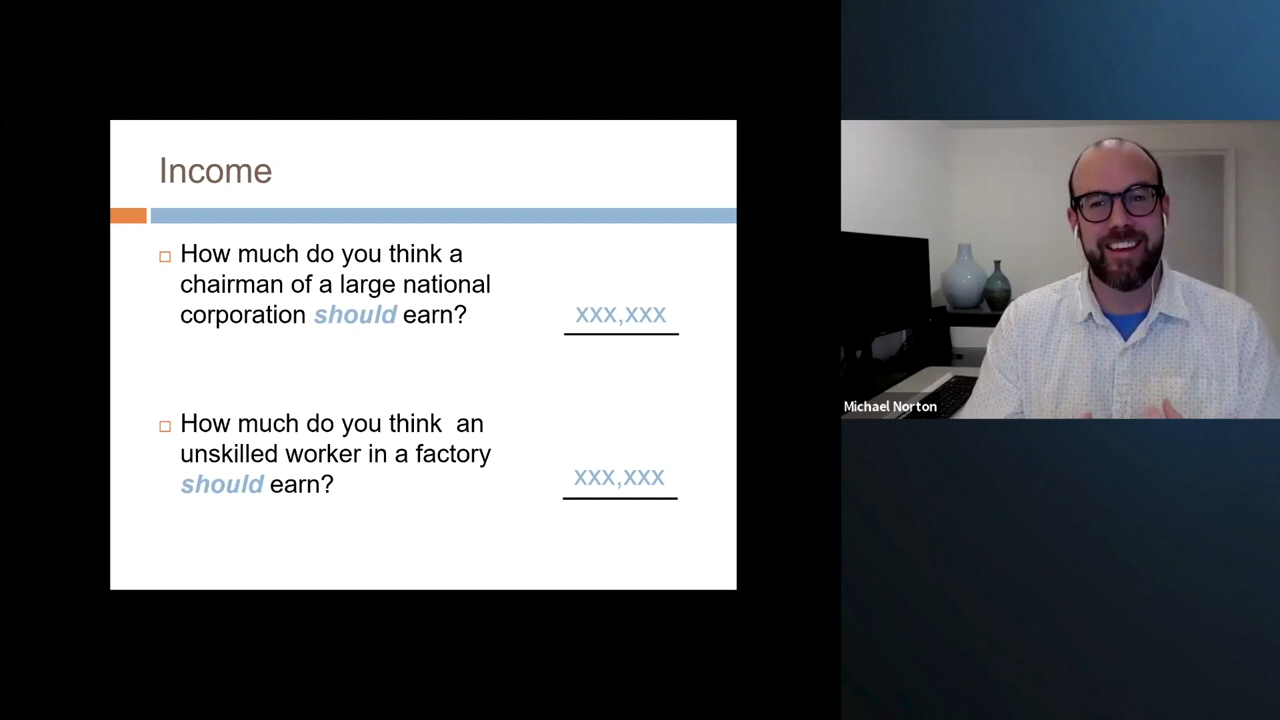 Income
How much do you think a
chairman of a large national
corporation should earn?
XXX,XXX
How much do you think an
unskilled worker in a factory
should earn?
XXX,XXX
Michael Norton